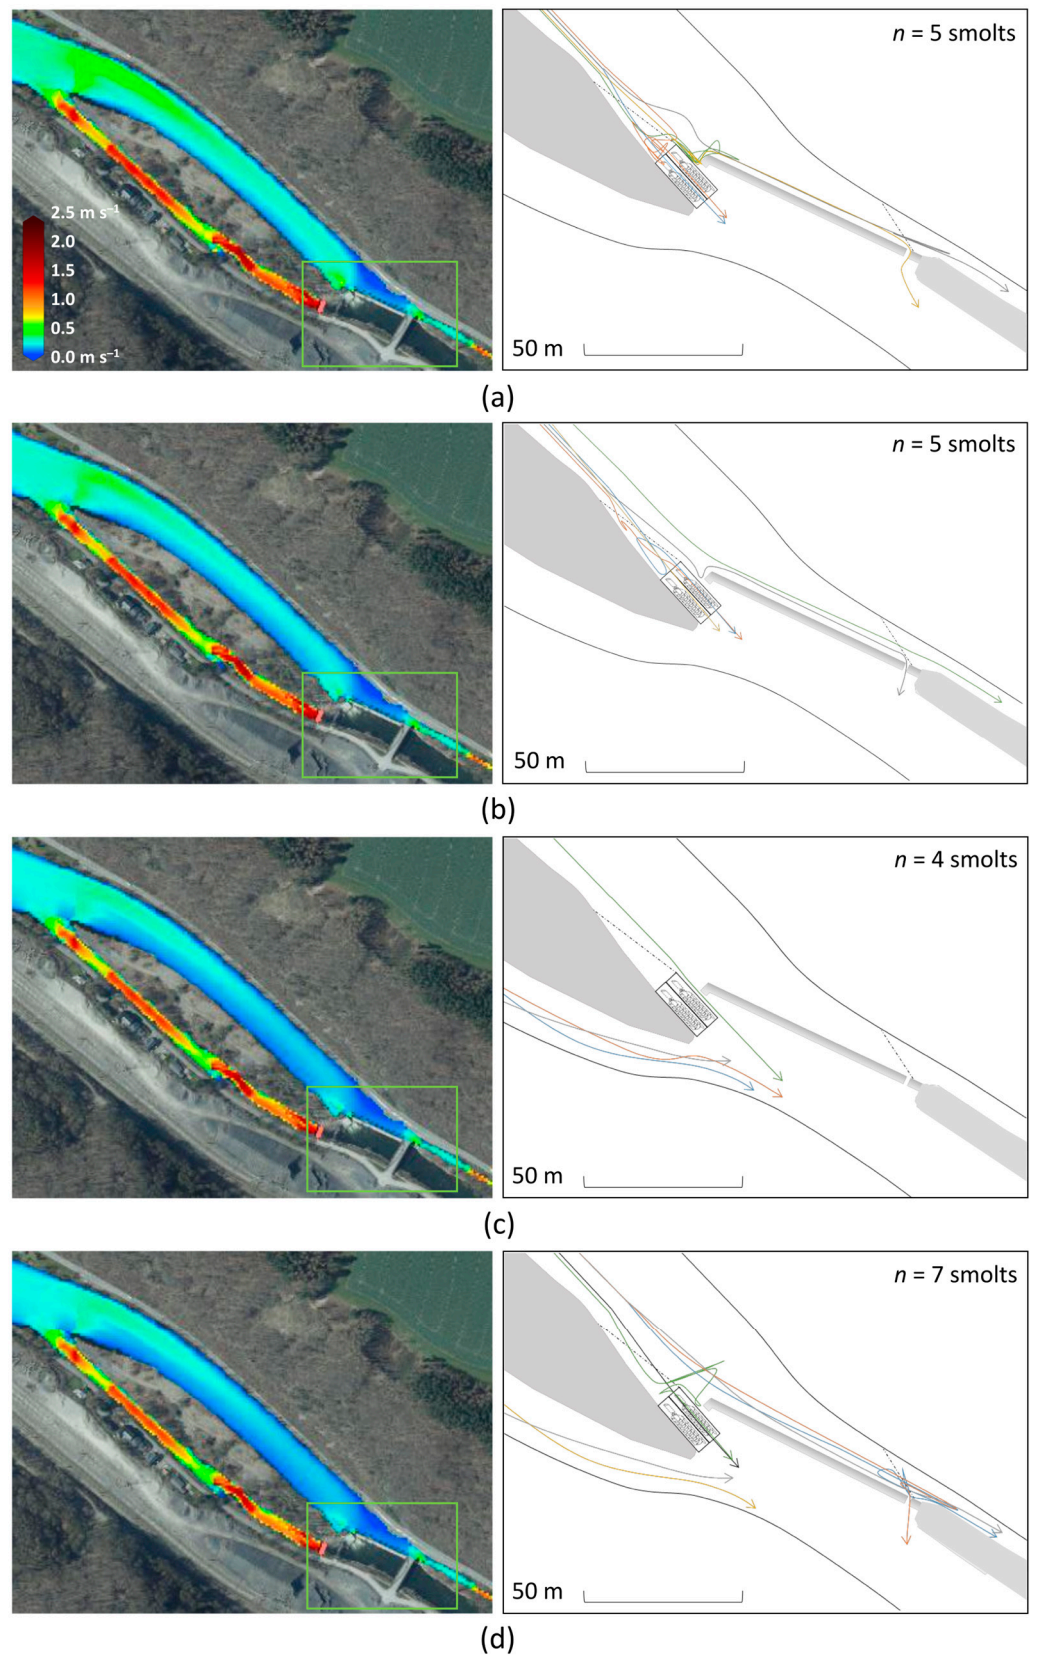 n = 5 smolts
2.5 m s⁻¹
2.0
1.5
1.0
0.5
0.0 m s⁻¹
50 m
(a)
n = 5 smolts
50 m
(b)
n = 4 smolts
50 m
(c)
n = 7 smolts
50 m
(d)